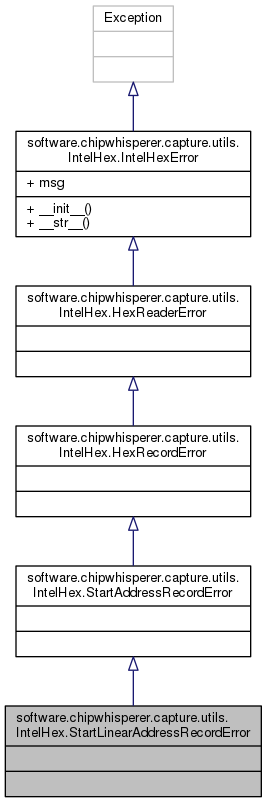 Exception
software.chipwhisperer.capture.utils.
IntelHex.IntelHexError
+ msg
+ __init__()
+ __str__()
software.chipwhisperer.capture.utils.
IntelHex.HexReaderError
software.chipwhisperer.capture.utils.
IntelHex.HexRecordError
software.chipwhisperer.capture.utils.
IntelHex.StartAddressRecordError
software.chipwhisperer.capture.utils.
IntelHex.StartLinearAddressRecordError